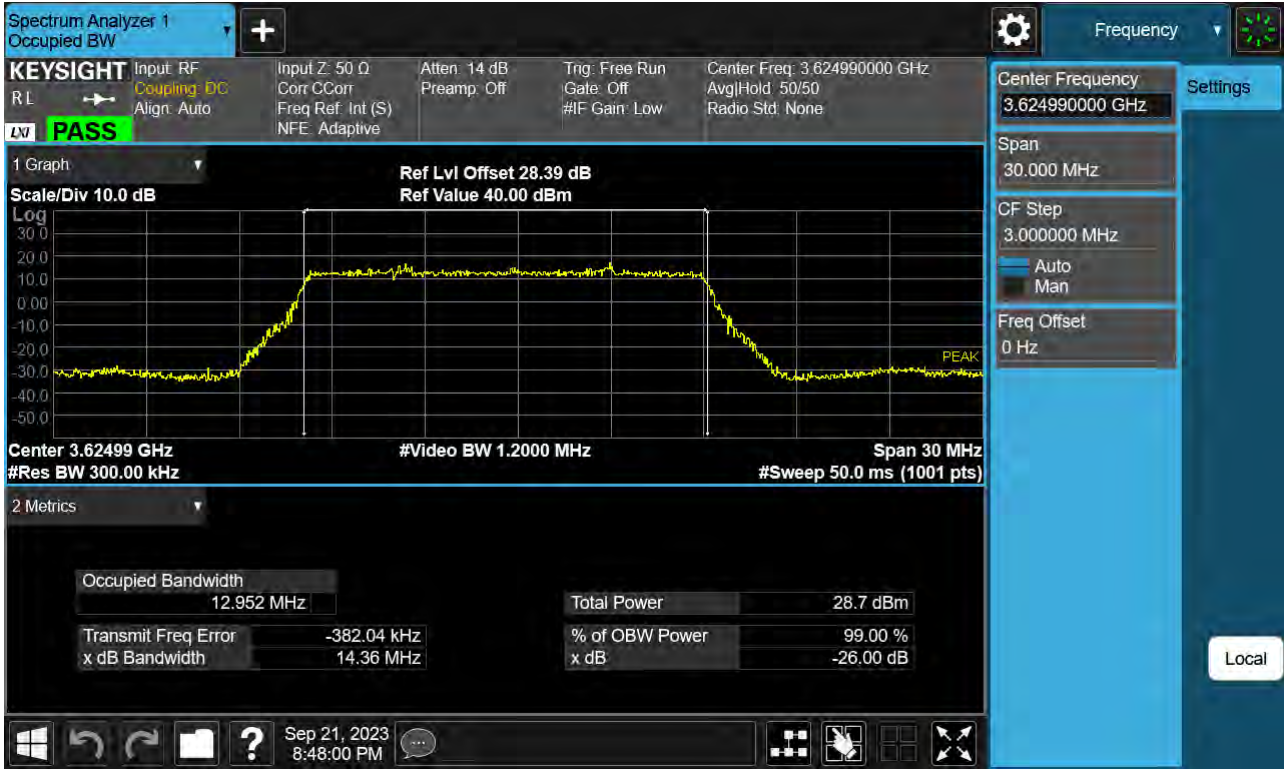 Spectrum Analyzer 1
Occupied BW
Frequency
KEYSIGHT
RL
LXI
PASS
Input: RF
Coupling: DC
Align: Auto
Input Z: 50 Ω
Corr CCorr
Freq Ref: Int (S)
NFE: Adaptive
Atten: 14 dB
Preamp: Off
Trig: Free Run
Gate: Off
#IF Gain: Low
Center Freq: 3.624990000 GHz
Avg|Hold: 50/50
Radio Std: None
1 Graph
Scale/Div 10.0 dB
Ref Lvl Offset 28.39 dB
Ref Value 40.00 dBm
Log
30.0
20.0
10.0
0.00
-10.0
-20.0
-30.0
-40.0
-50.0
PEAK
Center 3.62499 GHz
#Video BW 1.2000 MHz
Span 30 MHz
#Res BW 300.00 kHz
#Sweep 50.0 ms (1001 pts)
2 Metrics
Occupied Bandwidth
12.952 MHz
Total Power 28.7 dBm
Transmit Freq Error -382.04 kHz
% of OBW Power 99.00 %
x dB Bandwidth 14.36 MHz
x dB -26.00 dB
Sep 21, 2023
8:48:00 PM
Center Frequency
3.624990000 GHz
Settings
Span
30.000 MHz
CF Step
3.000000 MHz
Auto
Man
Freq Offset
0 Hz
Local